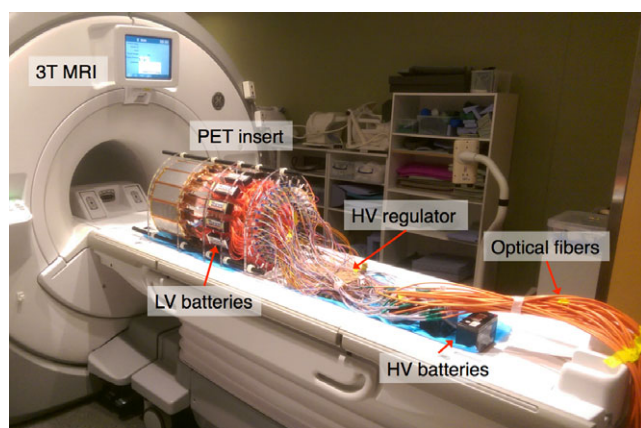 3T MRI
PET insert
HV regulator
Optical fibers
LV batteries
HV batteries